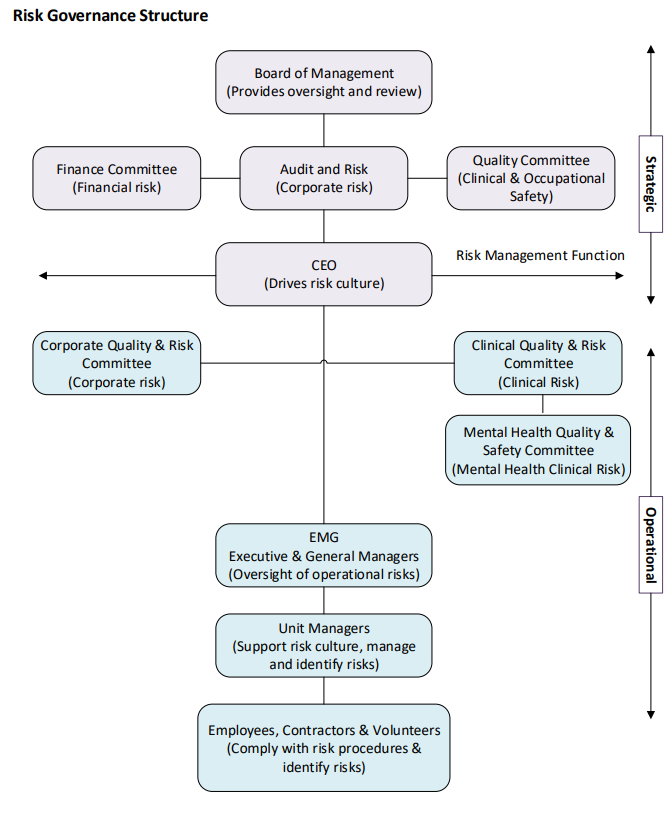 Risk Governance Structure
Board of Management
(Provides oversight and review)
Finance Committee
(Financial risk)
Audit and Risk
(Corporate risk)
Quality Committee
(Clinical & Occupational
Safety)
Strategic
CEO
(Drives risk culture)
Risk Management Function
Corporate Quality & Risk
Committee
(Corporate risk)
Clinical Quality & Risk
Committee
(Clinical Risk)
Mental Health Quality &
Safety Committee
(Mental Health Clinical Risk)
Operational
EMG
Executive & General Managers
(Oversight of operational risks)
Unit Managers
(Support risk culture, manage
and identify risks)
Employees, Contractors & Volunteers
(Comply with risk procedures &
identify risks)